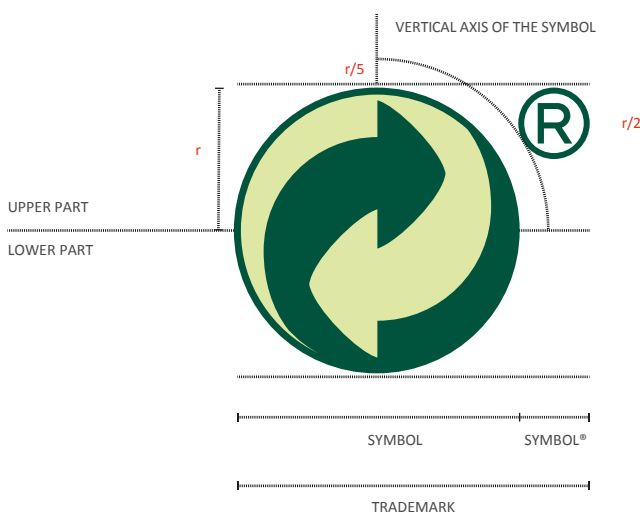 VERTICAL AXIS OF THE SYMBOL
r/5
R
r/2
r
UPPER PART
LOWER PART
SYMBOL
SYMBOL®
TRADEMARK